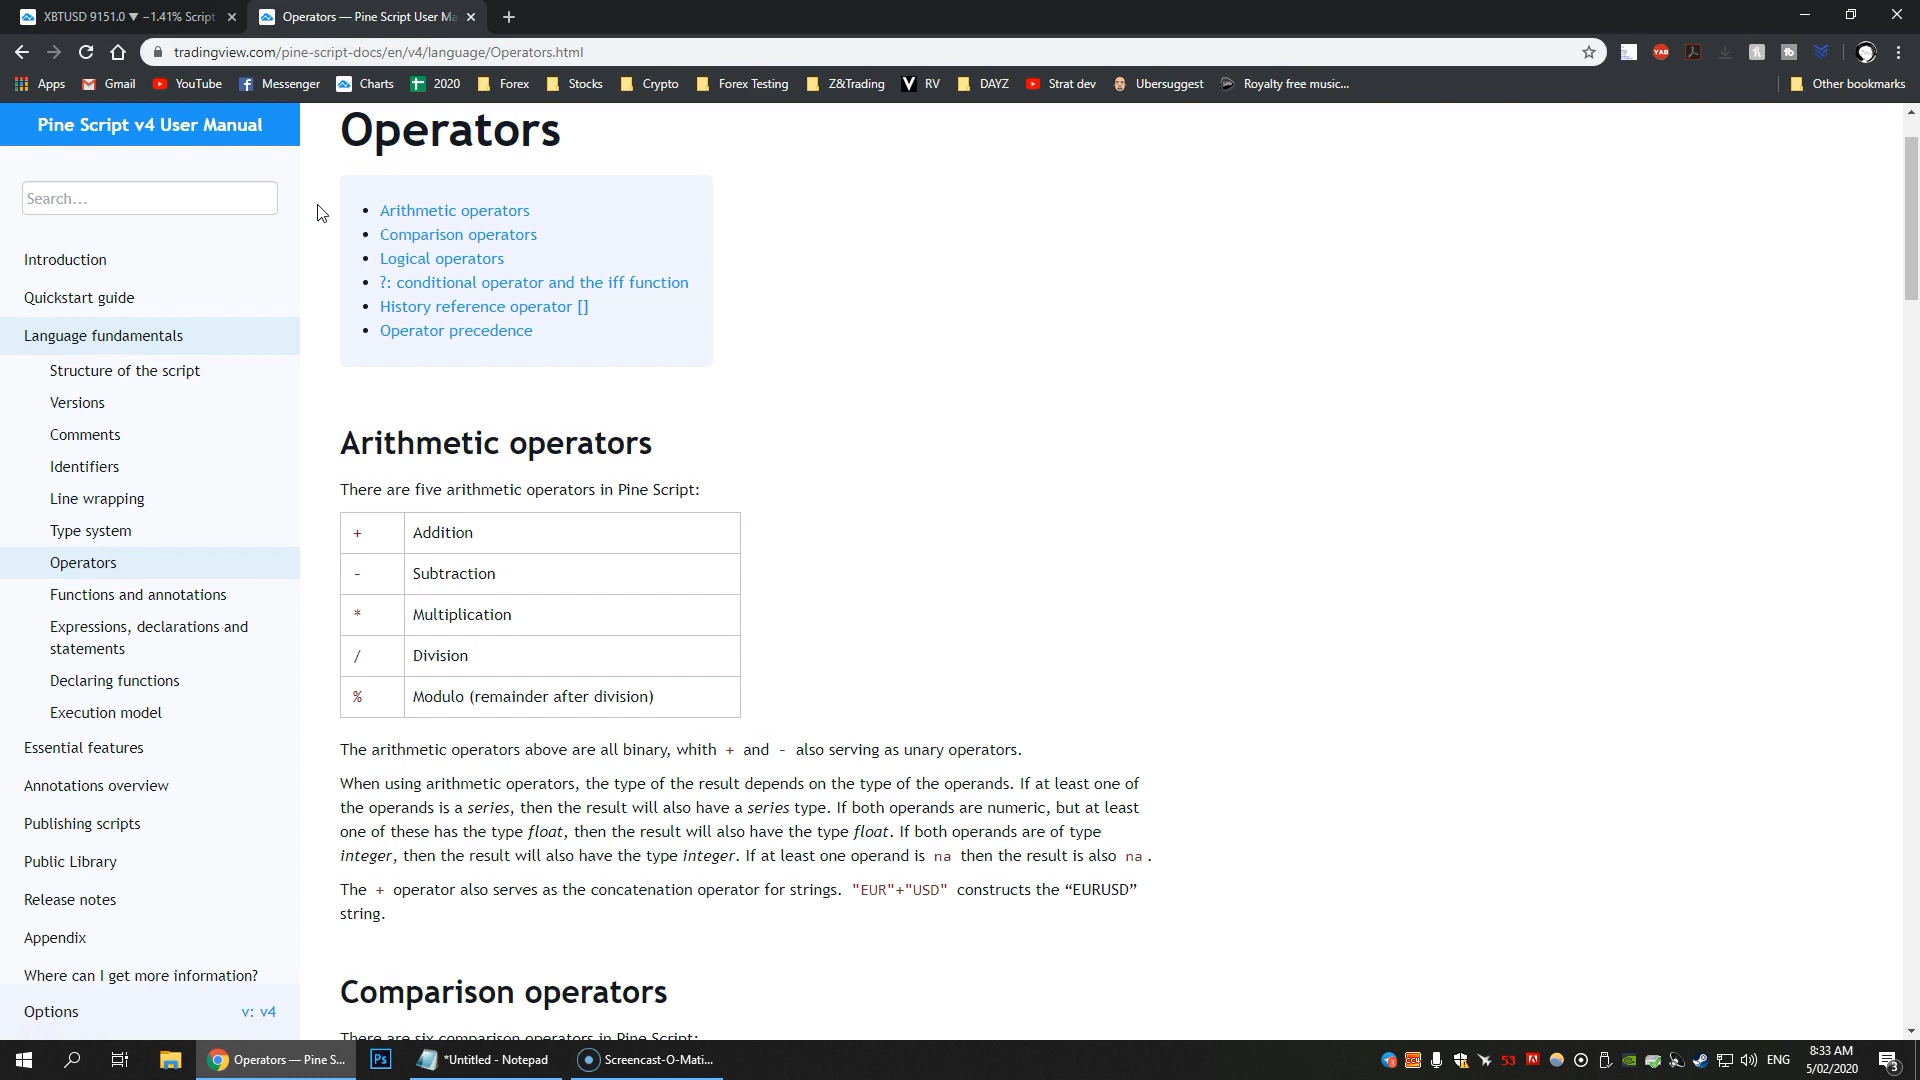 XBTUSD 9151.0 ▼ −1.41% Script
Operators — Pine Script User Ma
tradingview.com/pine-script-docs/en/v4/language/Operators.html
Apps
Gmail
YouTube
Messenger
Charts
2020
Forex
Stocks
Crypto
Forex Testing
Z&Trading
RV
DAYZ
Strat dev
Ubersuggest
Royalty free music...
Other bookmarks
Pine Script v4 User Manual
Search...
Introduction
Quickstart guide
Language fundamentals
Structure of the script
Versions
Comments
Identifiers
Line wrapping
Type system
Operators
Functions and annotations
Expressions, declarations and
statements
Declaring functions
Execution model
Essential features
Annotations overview
Publishing scripts
Public Library
Release notes
Appendix
Where can I get more information?
Options v: v4
Operators
• Arithmetic operators
• Comparison operators
• Logical operators
• ?: conditional operator and the iff function
• History reference operator []
• Operator precedence
Arithmetic operators
There are five arithmetic operators in Pine Script:
+ Addition
- Subtraction
* Multiplication
/ Division
% Modulo (remainder after division)
The arithmetic operators above are all binary, whith + and - also serving as unary operators.
When using arithmetic operators, the type of the result depends on the type of the operands. If at least one of
the operands is a series, then the result will also have a series type. If both operands are numeric, but at least
one of these has the type float, then the result will also have the type float. If both operands are of type
integer, then the result will also have the type integer. If at least one operand is na then the result is also na.
The + operator also serves as the concatenation operator for strings. "EUR"+"USD" constructs the “EURUSD”
string.
Comparison operators
There are six comparison operators in Pine Script:
Operators — Pine S...
Ps
*Untitled - Notepad
Screencast-O-Mati...
53
ENG
8:33 AM
5/02/2020
3